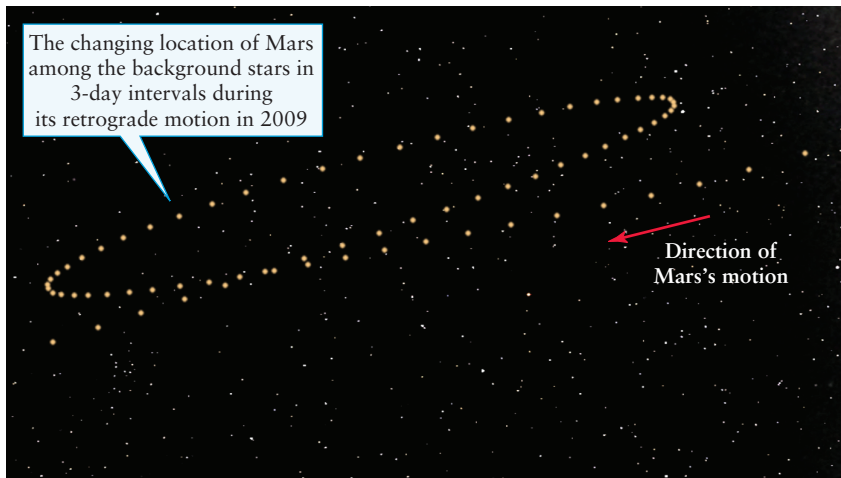 The changing location of Mars
among the background stars in
3-day intervals during
its retrograde motion in 2009
Direction of
Mars's motion